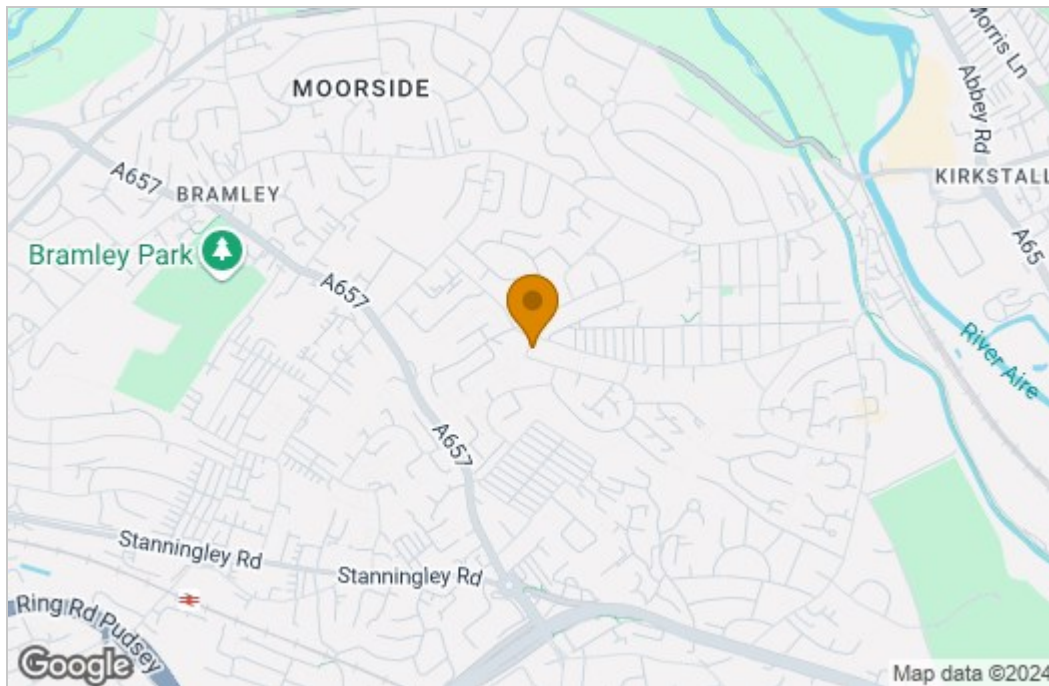 MOORSIDE
Morris Ln
Abbey Rd
A657
BRAMLEY
KIRKSTALL
Bramley Park
A657
A65
River Aire
A657
Stanningley Rd
Stanningley Rd
Ring Rd Pudsey
Google
Map data ©2024